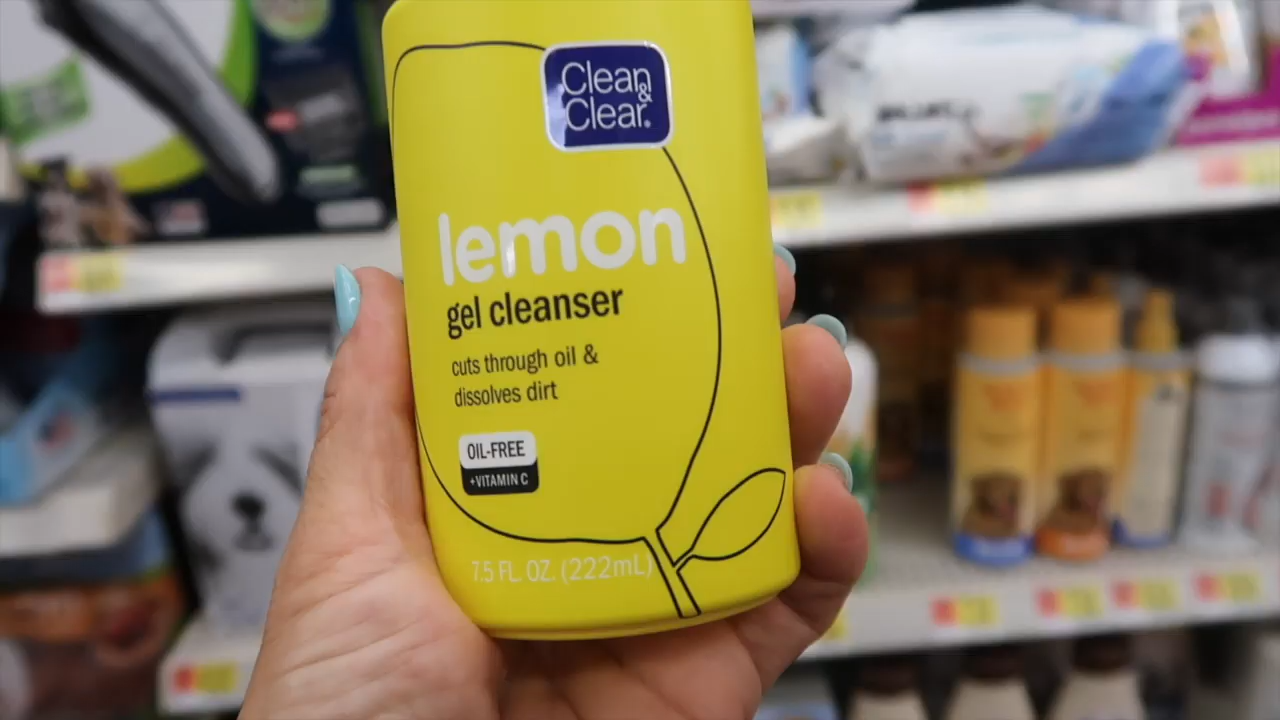 Clean
&
Clear.
lemon
gel cleanser
cuts through oil &
dissolves dirt
OIL-FREE
+VITAMIN C
7.5 FL. OZ. (222mL)